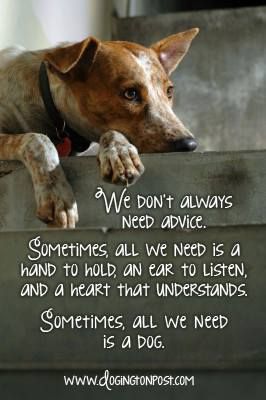 We don't always
need advice.
Sometimes, all we need is a
hand to hold, an ear to listen,
and a heart that understands.
Sometimes, all we need
is a dog.
www.dogingtonpost.com